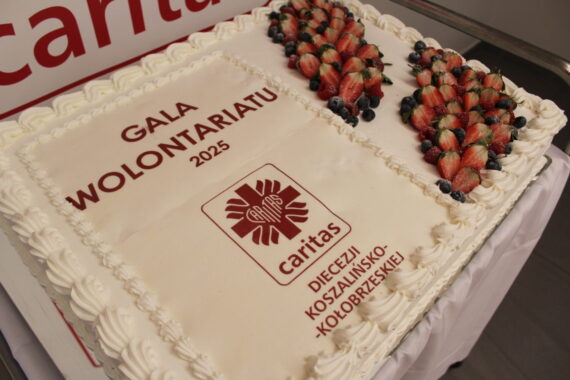 caritas
GALA
WOLONTARIATU
2025
CARITAS
caritas
DIECEZJI
KOSZALIŃSKO-
-KOŁOBRZESKIEJ